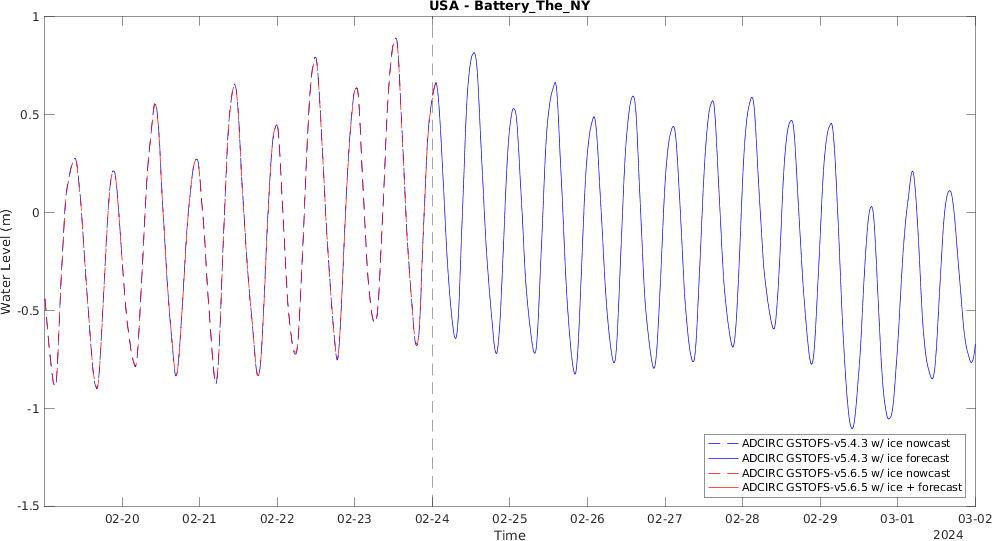 USA - Battery_The_NY
1
0.5
0
-0.5
-1
-1.5
Water Level (m)
02-20
02-21
02-22
02-23
02-24
02-25
02-26
02-27
02-28
02-29
03-01
03-02
Time
2024
ADCIRC GSTOFS-v5.4.3 w/ ice nowcast
ADCIRC GSTOFS-v5.4.3 w/ ice forecast
ADCIRC GSTOFS-v5.6.5 w/ ice nowcast
ADCIRC GSTOFS-v5.6.5 w/ ice + forecast